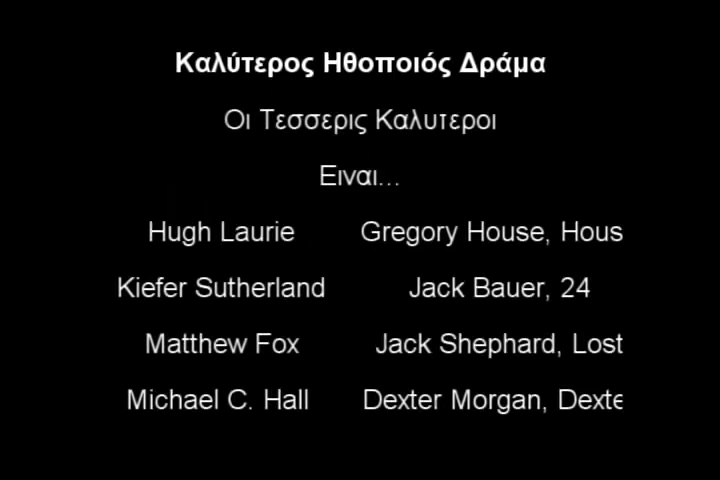 Καλύτερος Ηθοποιός Δράμα
Οι Τεσσερις Καλυτεροι
Ειναι...
Hugh Laurie Gregory House, Hous
Kiefer Sutherland Jack Bauer, 24
Matthew Fox Jack Shephard, Lost
Michael C. Hall Dexter Morgan, Dexte